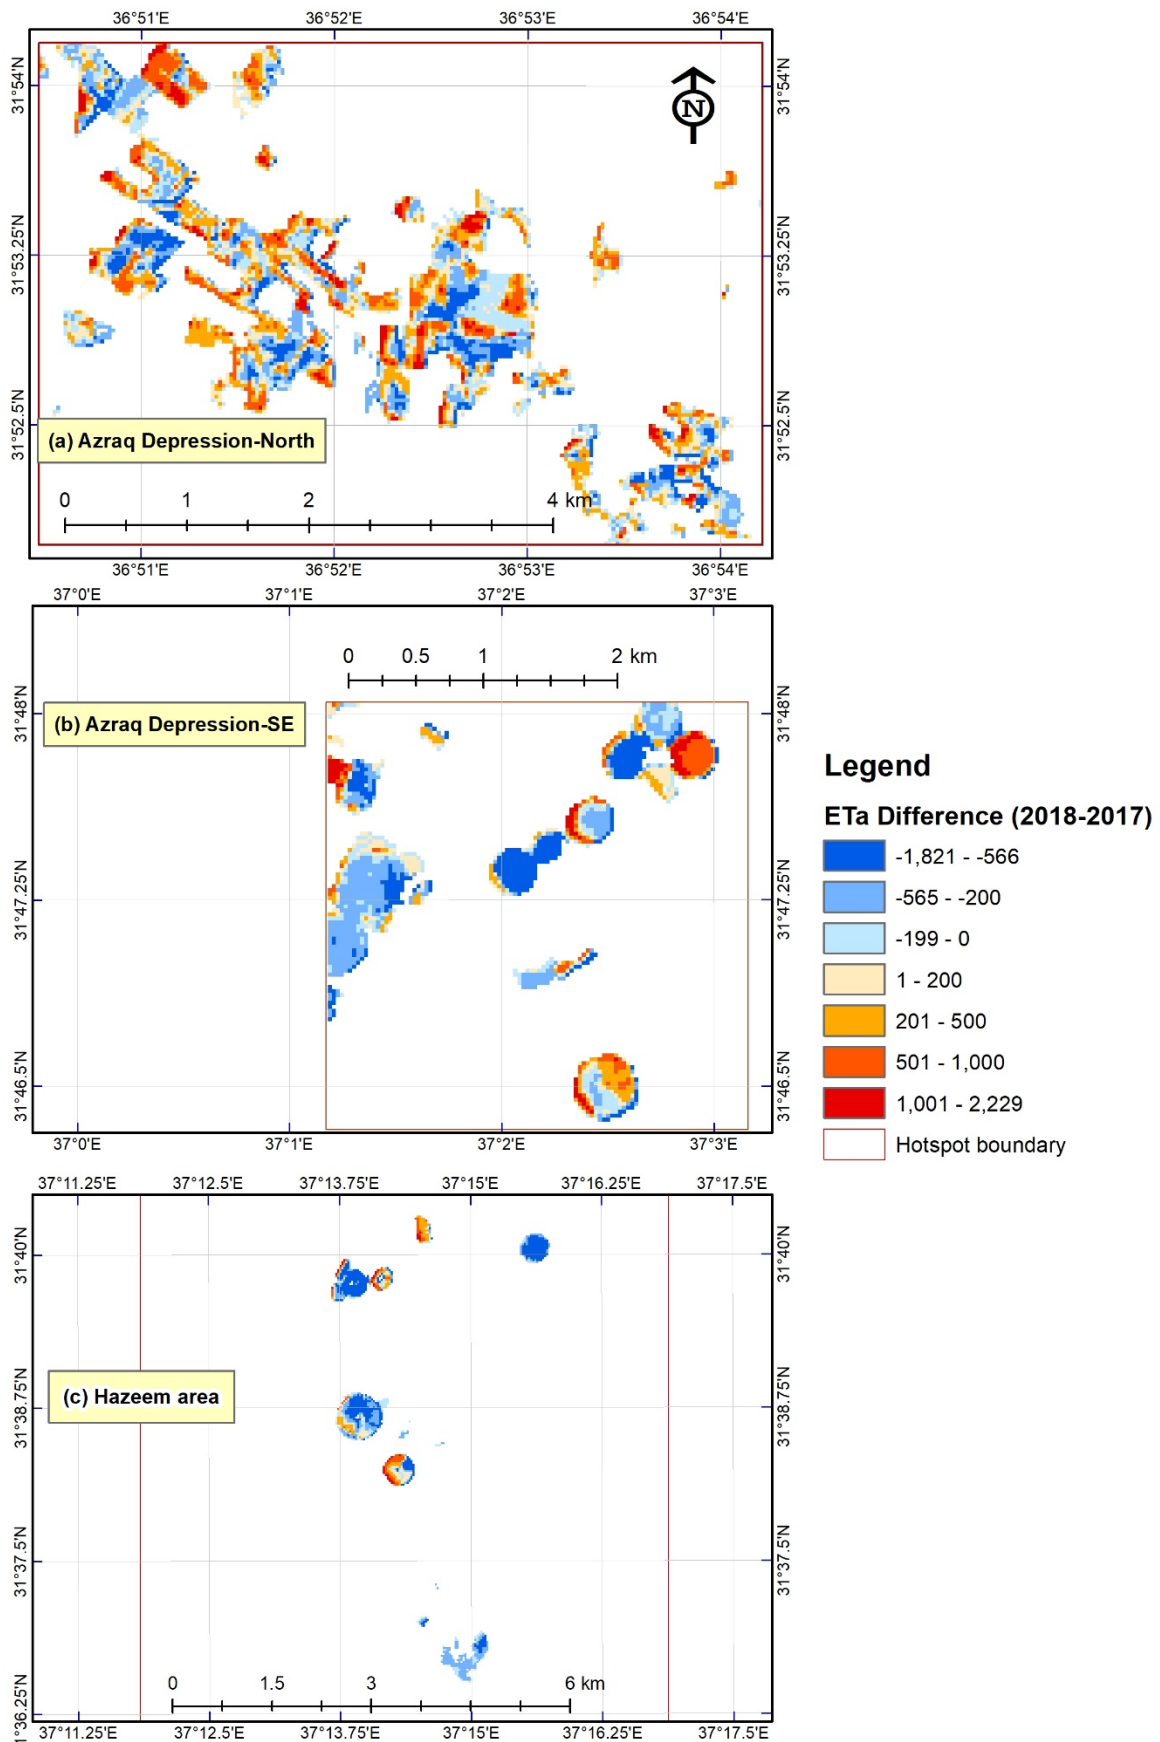 36°51'E 36°52'E 36°53'E 36°54'E
31°54'N 31°54'N
N
31°53.25'N 31°53.25'N
31°52.5'N 31°52.5'N
(a) Azraq Depression-North
0 1 2 4 km
36°51'E 36°52'E 36°53'E 36°54'E
37°0'E 37°1'E 37°2'E 37°3'E
0 0.5 1 2 km
31°48'N 31°48'N
(b) Azraq Depression-SE
31°47.25'N 31°47.25'N
31°46.5'N 31°46.5'N
37°0'E 37°1'E 37°2'E 37°3'E
Legend
ETa Difference (2018-2017)
-1,821 - -566
-565 - -200
-199 - 0
1 - 200
201 - 500
501 - 1,000
1,001 - 2,229
Hotspot boundary
37°11.25'E 37°12.5'E 37°13.75'E 37°15'E 37°16.25'E 37°17.5'E
31°40'N 31°40'N
31°38.75'N 31°38.75'N
(c) Hazeem area
31°37.5'N 31°37.5'N
0 1.5 3 6 km
1°36.25'N 31°36.25'N
37°11.25'E 37°12.5'E 37°13.75'E 37°15'E 37°16.25'E 37°17.5'E